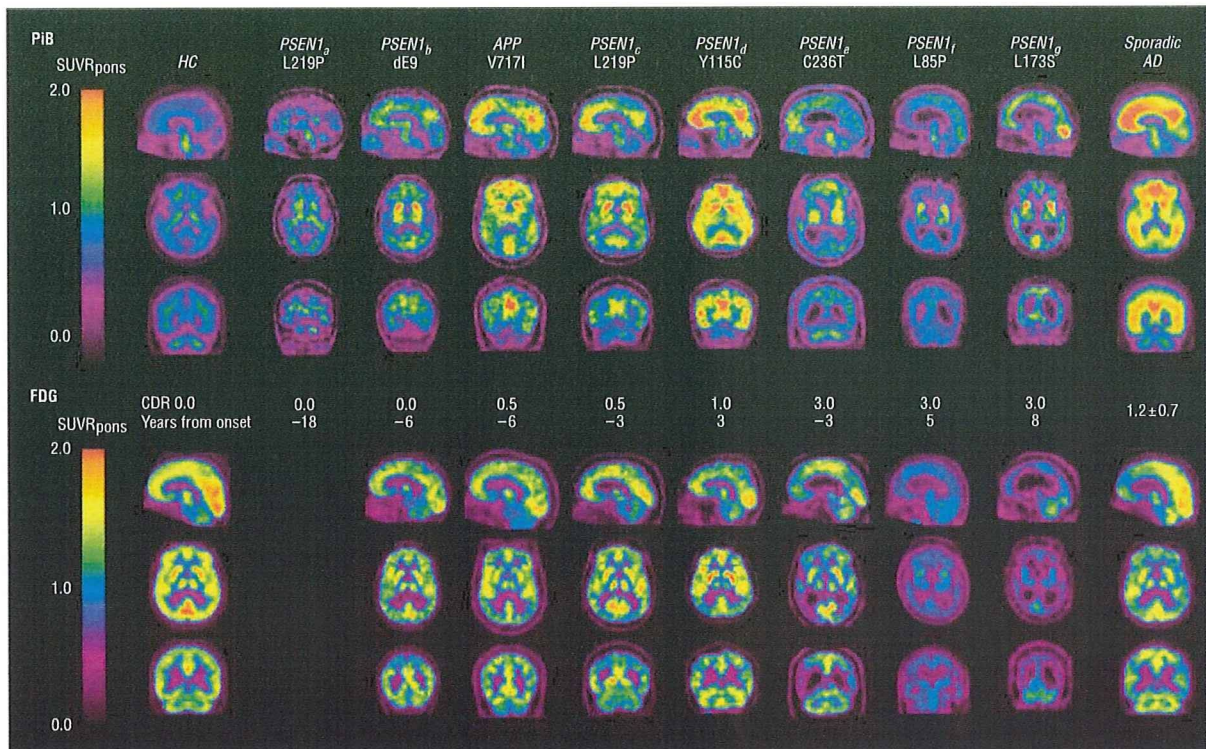 PiB
SUVRpons
HC
PSEN1a
L219P
PSEN1b
dE9
APP
V717I
PSEN1c
L219P
PSEN1d
Y115C
PSEN1e
C236T
PSEN1f
L85P
PSEN1g
L173S
Sporadic
AD
2.0
1.0
0.0
FDG
CDR 0.0 0.0 0.0 0.5 0.5 1.0 3.0 3.0 3.0 1.2±0.7
Years from onset −18 −6 −6 −3 3 −3 5 8
SUVRpons
2.0
1.0
0.0